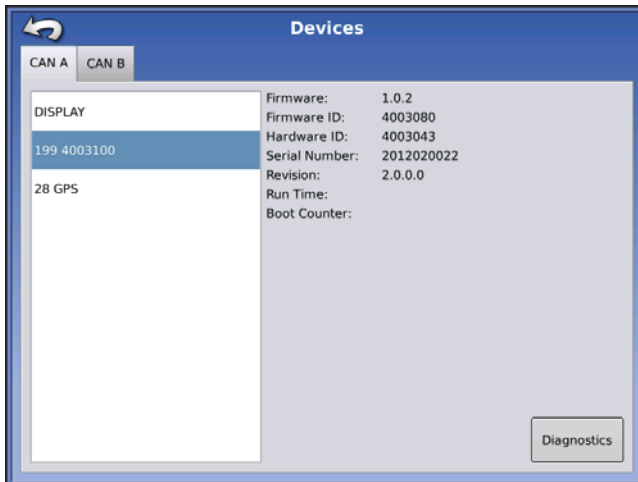 Devices
CAN A CAN B
DISPLAY
199 4003100
28 GPS
Firmware: 1.0.2
Firmware ID: 4003080
Hardware ID: 4003043
Serial Number: 2012020022
Revision: 2.0.0.0
Run Time:
Boot Counter:
Diagnostics